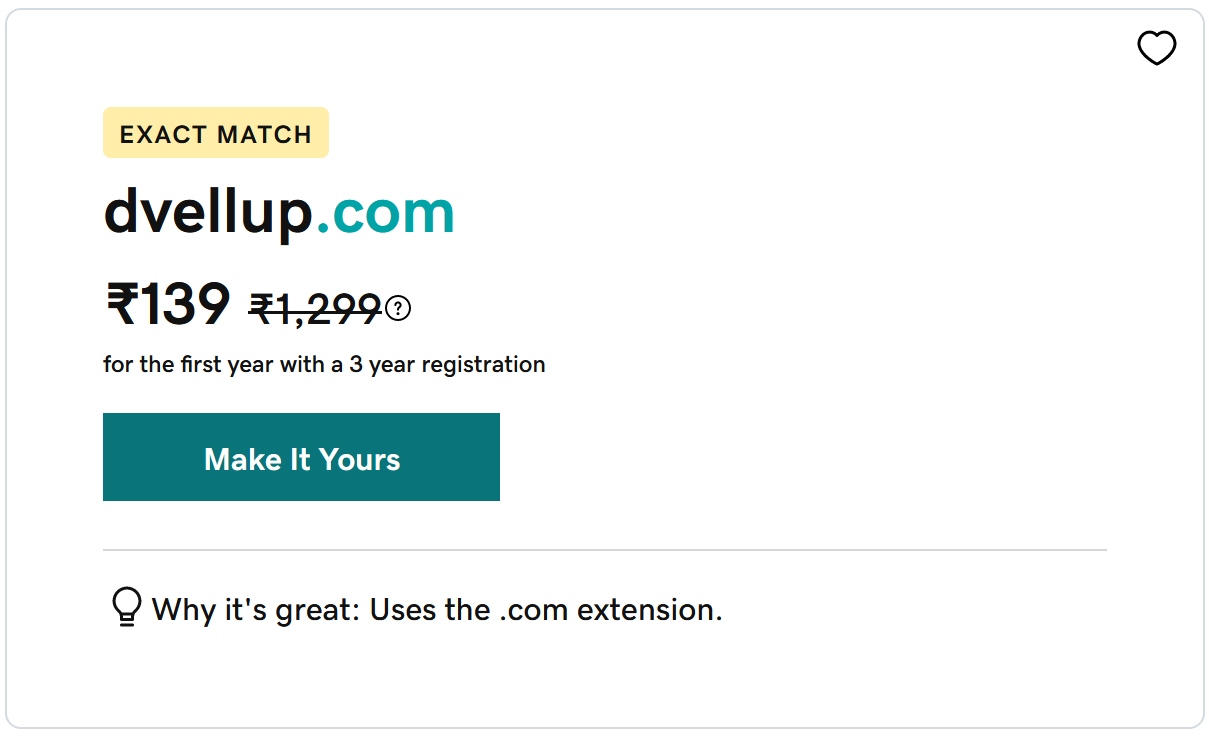 EXACT MATCH
dvellup.com
₹139 ₹1,299 ?
for the first year with a 3 year registration
Make It Yours
Why it's great: Uses the .com extension.